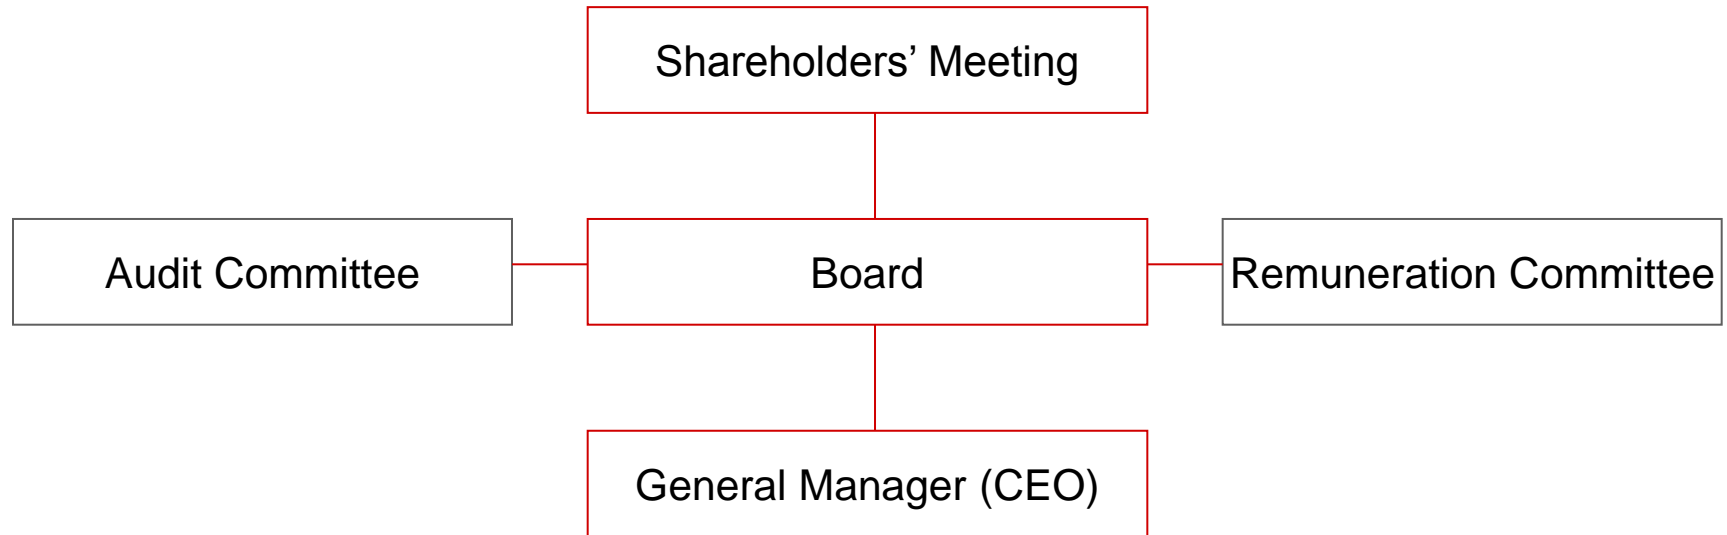 Shareholders’ Meeting
Audit Committee
Board
Remuneration Committee
General Manager (CEO)